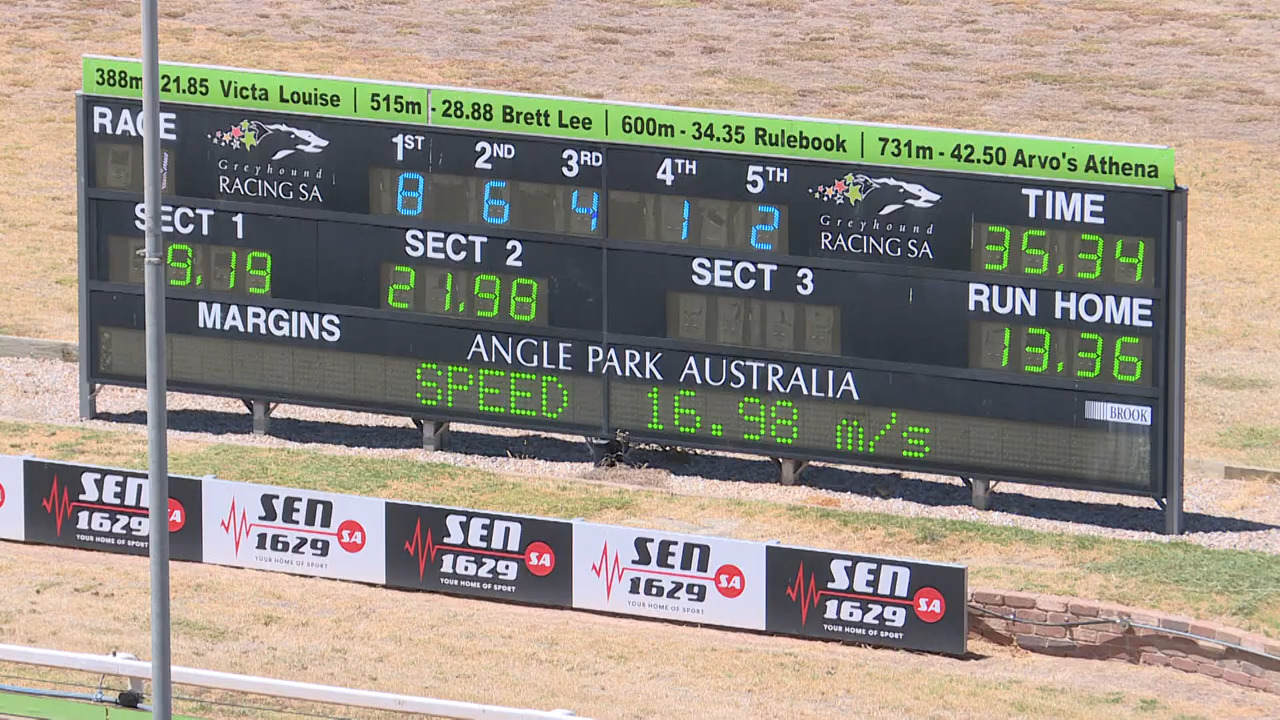 388m 21.85 Victa Louise | 515m - 28.88 Brett Lee | 600m - 34.35 Rulebook | 731m - 42.50 Arvo's Athena
RACE
Greyhound
RACING SA
1ST 2ND 3RD 4TH 5TH
8 6 4 1 2
Greyhound
RACING SA
TIME
35.34
SECT 1
9.19
SECT 2
21.98
SECT 3
RUN HOME
13.36
MARGINS
ANGLE PARK AUSTRALIA
SPEED 16.98 m/s
BROOK
SEN
1629
SA
YOUR HOME OF SPORT
SEN
1629
SA
YOUR HOME OF SPORT
SEN
1629
SA
YOUR HOME OF SPORT
SEN
1629
SA
YOUR HOME OF SPORT
SEN
1629
SA
YOUR HOME OF SPORT